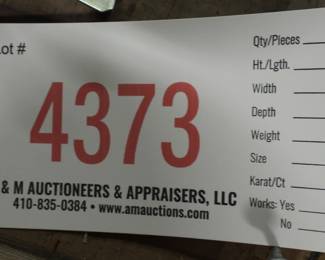 Lot #
4373
& M AUCTIONEERS & APPRAISERS, LLC
410-835-0384 • www.amauctions.com
Qty/Pieces
Ht./Lgth.
Width
Depth
Weight
Size
Karat/Ct
Works: Yes
No